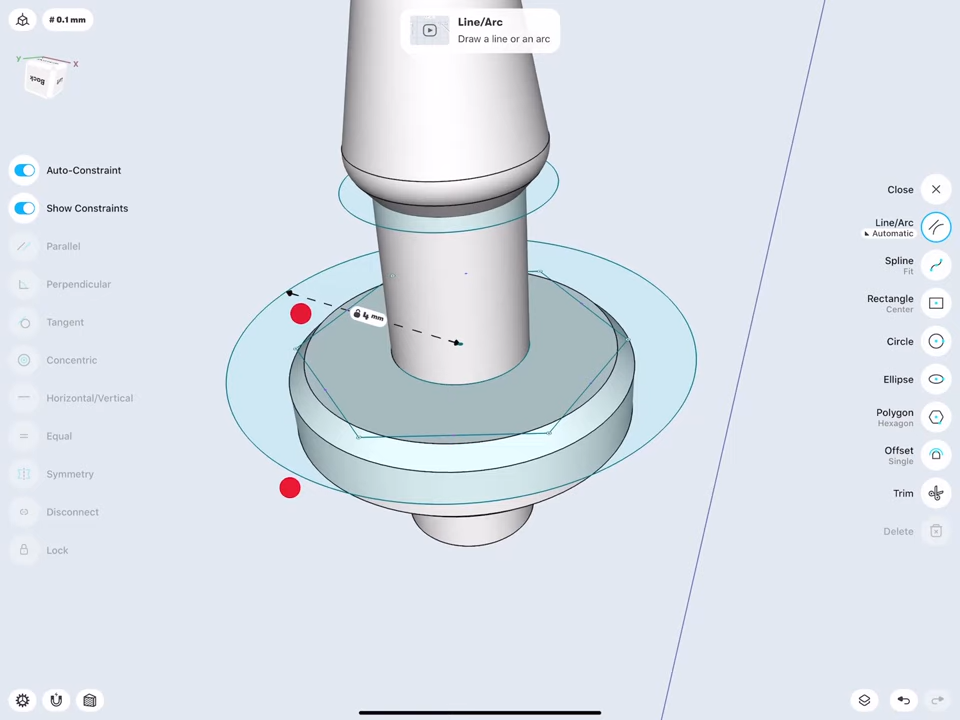 # 0.1 mm
Line/Arc
Draw a line or an arc
y
x
Back
Auto-Constraint
Show Constraints
Parallel
Perpendicular
Tangent
Concentric
Horizontal/Vertical
Equal
Symmetry
Disconnect
Lock
4 mm
Close
Line/Arc
Automatic
Spline
Fit
Rectangle
Center
Circle
Ellipse
Polygon
Hexagon
Offset
Single
Trim
Delete